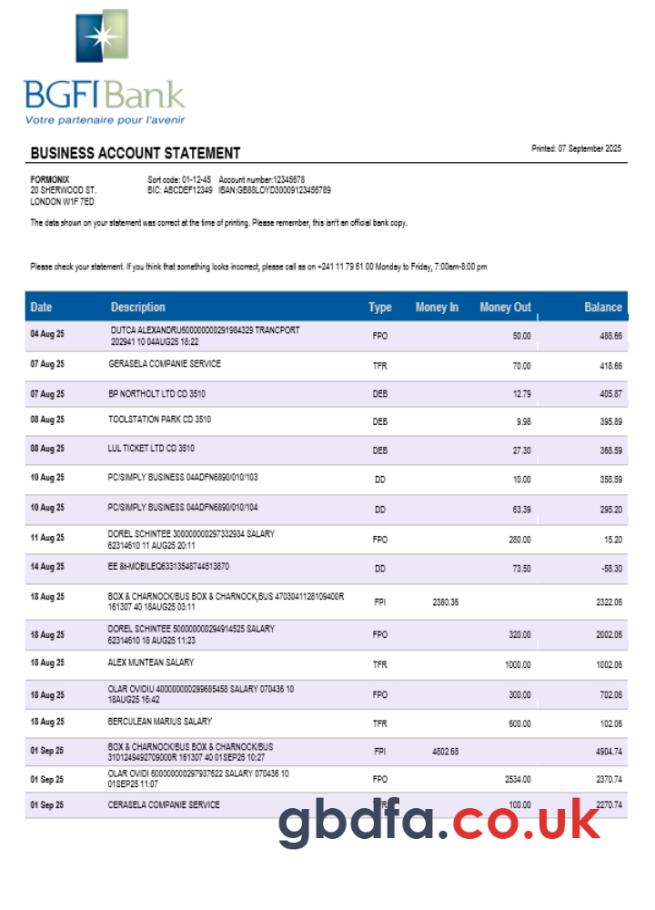 BGFIBank
Votre partenaire pour l'avenir
BUSINESS ACCOUNT STATEMENT
Printed: 07 September 2025
FORMONIX Sort code: 01-12-45 Account number:12345678
20 SHERWOOD ST. BIC: ABCDEF12349 IBAN:GB88LOYD30009123456789
LONDON W1F 7ED
The data shown on your statement was correct at the time of printing. Please remember, this isn't an official bank copy.
Please check your statement. If you think that something looks incorrect, please call as on +241 11 79 61 00 Monday to Friday, 7:00am-8:00 pm
Date Description Type Money In Money Out Balance
04 Aug 25 DUTCA ALEXANDRU600000000291984329 TRANCPORT FPO 50.00 488.66
202941 10 04AUG25 18:22
07 Aug 25 GERASELA COMPANIE SERVICE TFR 70.00 418.66
07 Aug 25 BP NORTHOLT LTD CD 3510 DEB 12.79 405.87
08 Aug 25 TOOLSTATION PARK CD 3510 DEB 9.98 395.89
08 Aug 25 LUL TICKET LTD CD 3510 DEB 27.30 368.59
10 Aug 25 PC/SIMPLY BUSINESS 04ADFN6890/010/103 DD 10.00 358.59
10 Aug 25 PC/SIMPLY BUSINESS 04ADFN6890/010/104 DD 63.39 295.20
11 Aug 25 DOREL SCHINTEE 300000000297332934 SALARY FPO 280.00 15.20
62314610 11 AUG25 20:11
14 Aug 25 EE &t-MOBILEQ63313548744513870 DD 73.50 -58.30
18 Aug 25 BOX & CHARNOCK/BUS BOX & CHARNOCK,BUS 4703041128109400R FPI 2380.36 2322.06
161307 40 18AUG25 03:11
18 Aug 25 DOREL SCHINTEE 500000000294914525 SALARY FPO 320.00 2002.06
62314610 18 AUG25 11:23
18 Aug 25 ALEX MUNTEAN SALARY TFR 1000.00 1002.06
18 Aug 25 OLAR OVIDIU 400000000299685458 SALARY 070436 10 FPO 300.00 702.06
18AUG25 16:42
18 Aug 25 BERCULEAN MARIUS SALARY TFR 600.00 102.06
01 Sep 25 BOX & CHARNOCK/BUS BOX & CHARNOCK/BUS FPI 4802.68 4904.74
3101249492709000R 161307 40 01SEP25 10:27
01 Sep 25 OLAR OVIDI 600000000297937622 SALARY 070436 10 FPO 2534.00 2370.74
01SEP25 11:07
01 Sep 25 CERASELA COMPANIE SERVICE 100.00 2270.74
gbdfa.co.uk